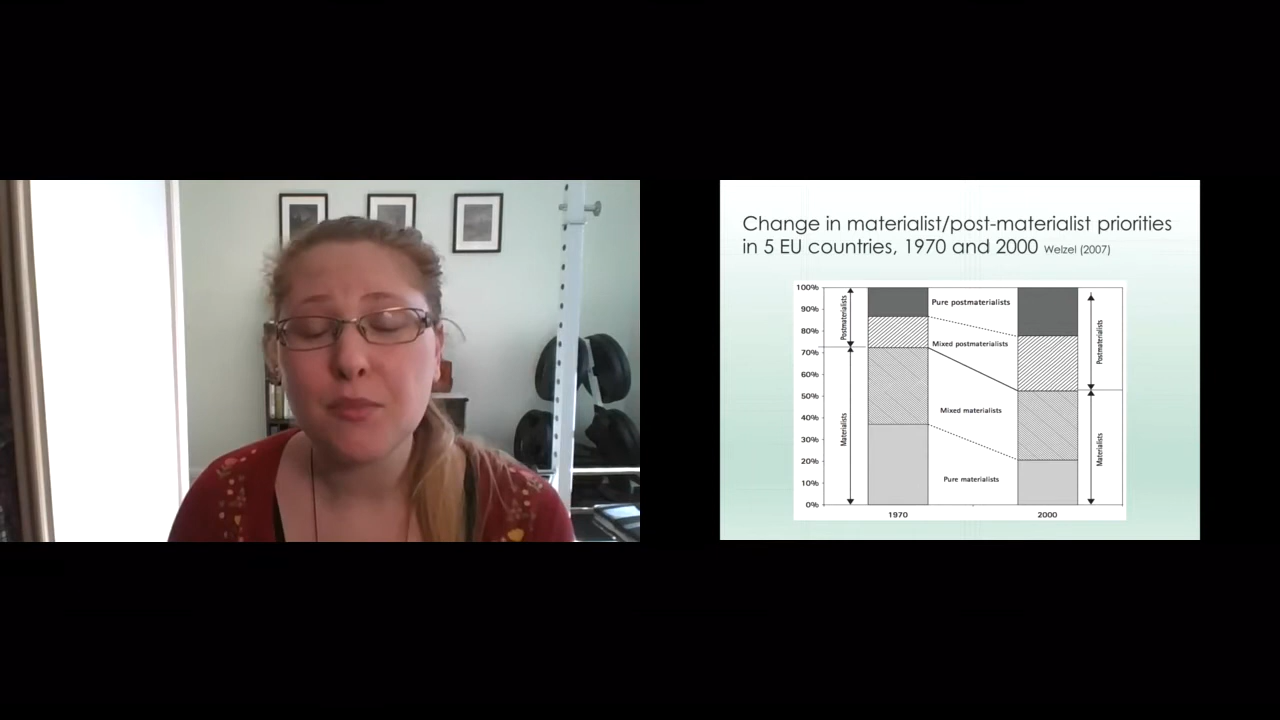 Change in materialist/post-materialist priorities
in 5 EU countries, 1970 and 2000 Welzel (2007)
100%
90%
80%
70%
60%
50%
40%
30%
20%
10%
0%
Postmaterialists
Materialists
Pure postmaterialists
Mixed postmaterialists
Mixed materialists
Pure materialists
Postmaterialists
Materialists
1970
2000